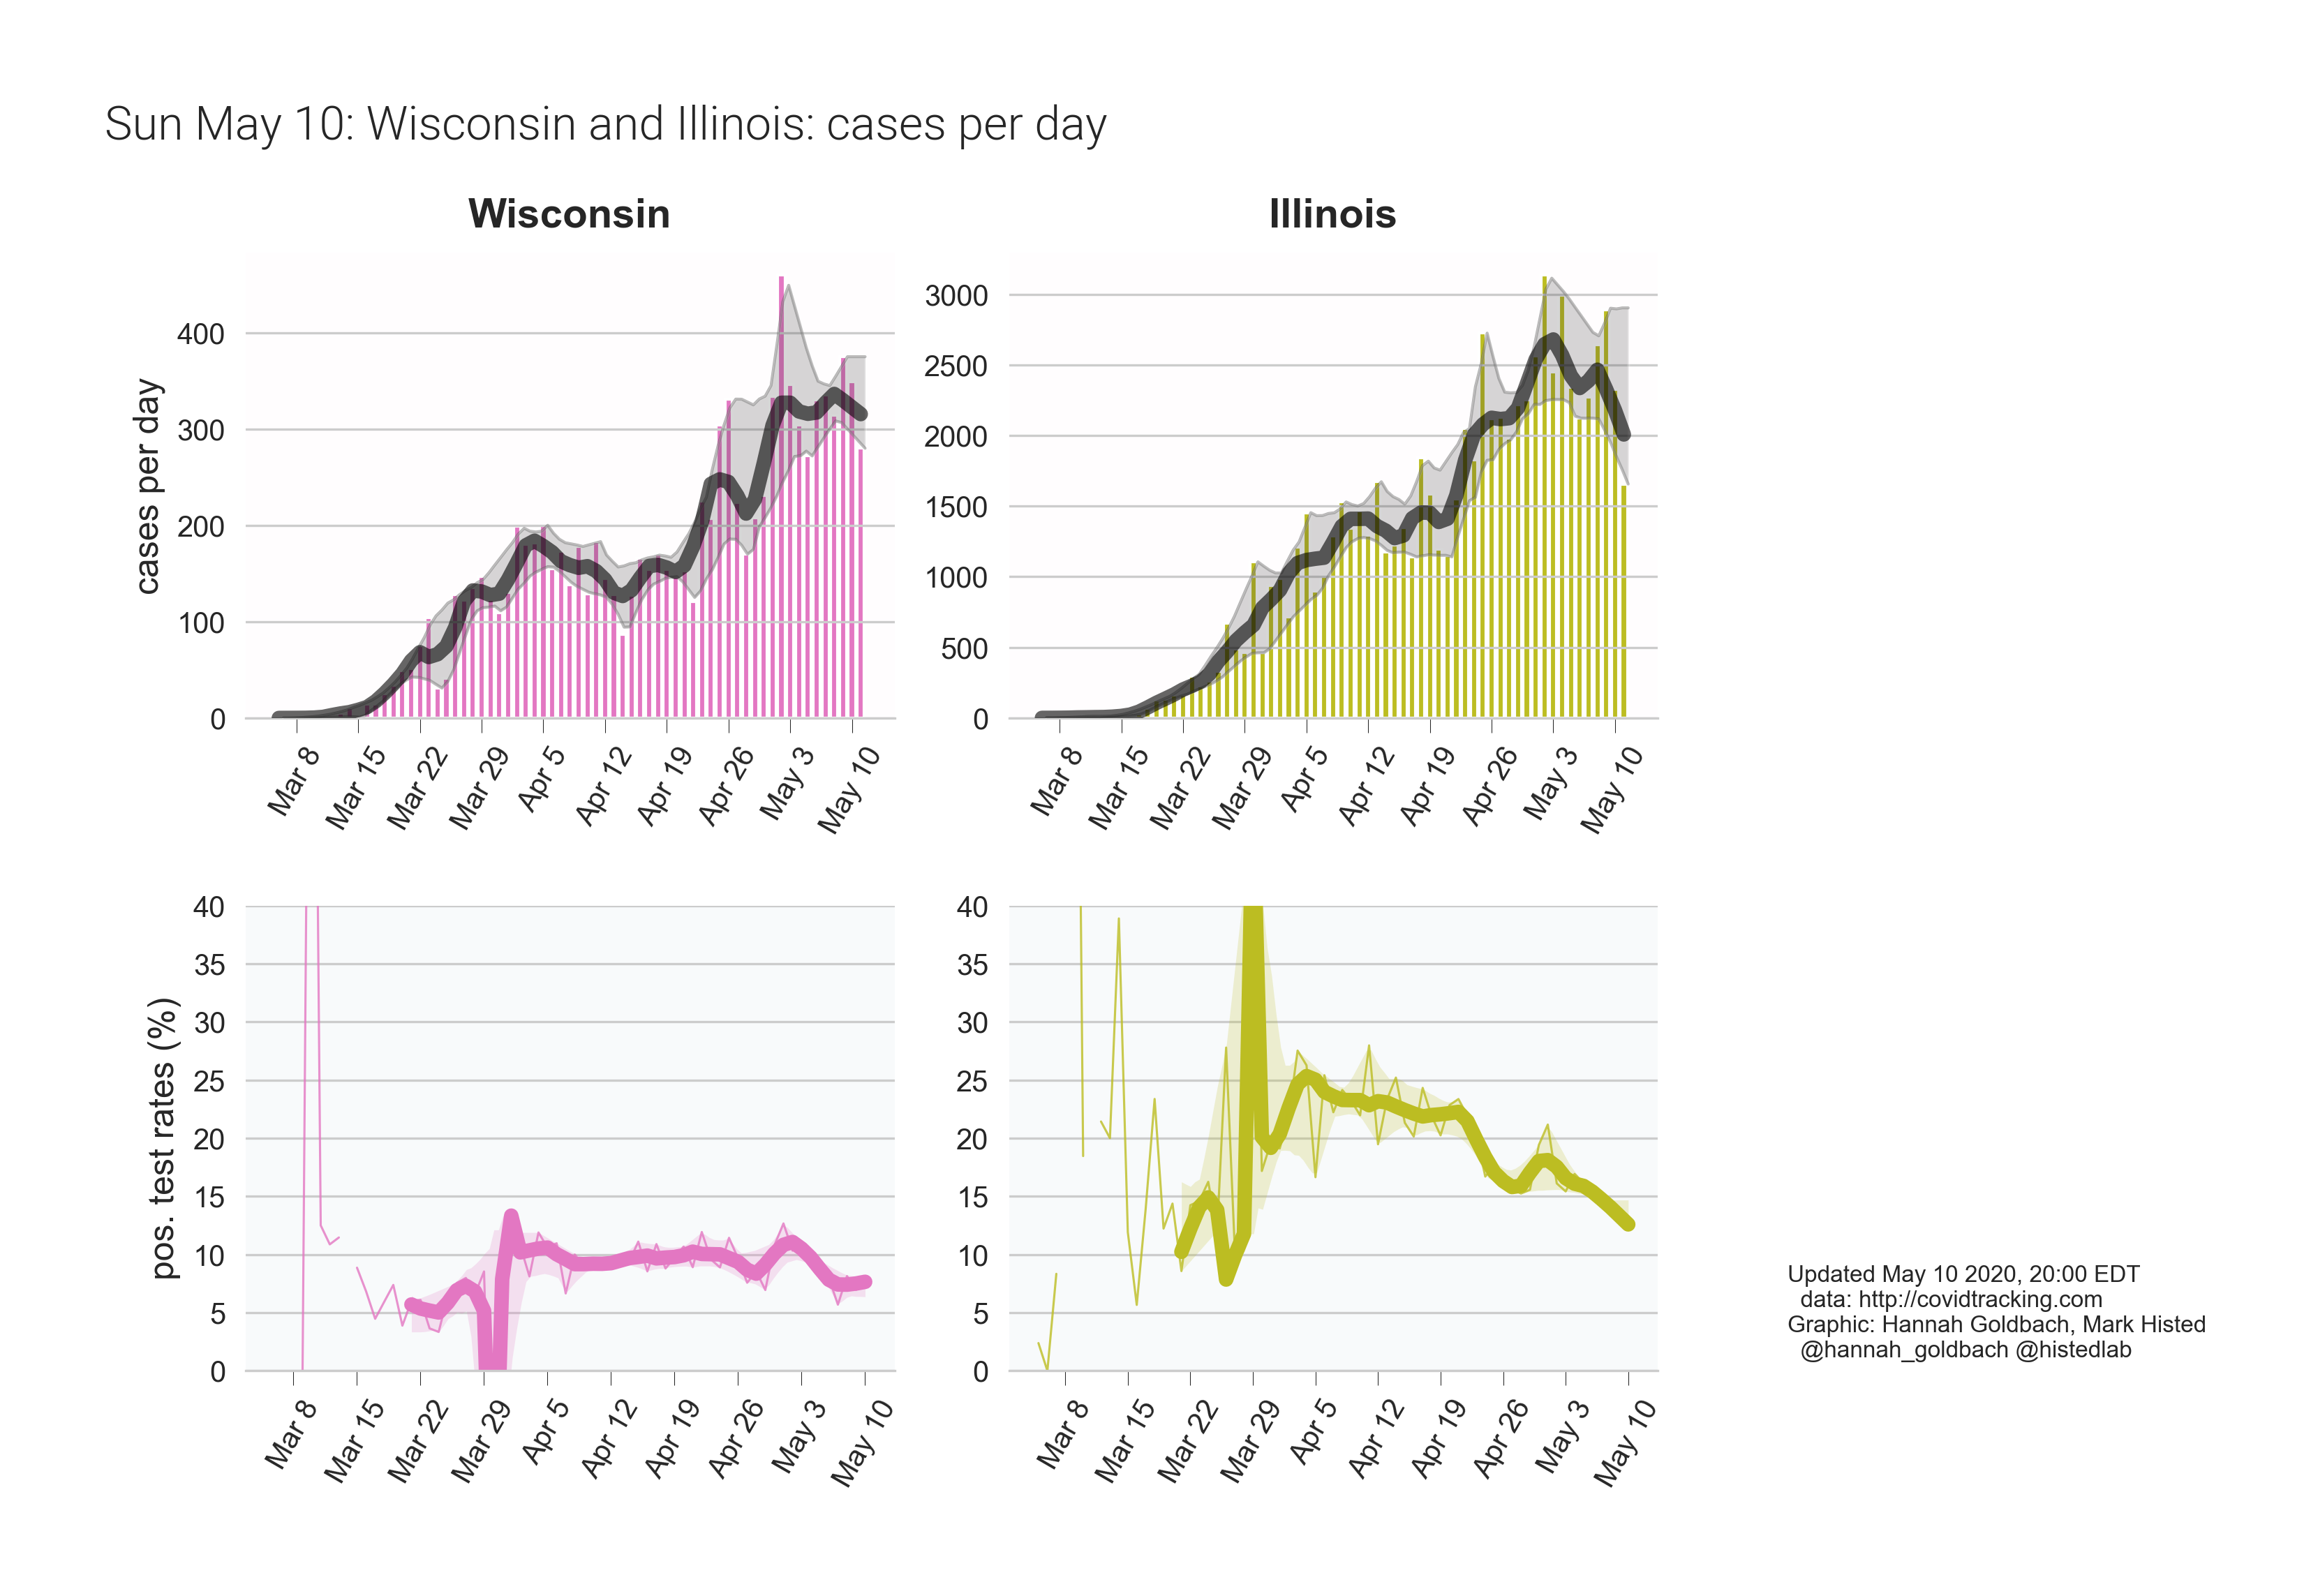 Sun May 10: Wisconsin and Illinois: cases per day
Wisconsin
Illinois
cases per day
400
300
200
100
0
3000
2500
2000
1500
1000
500
0
Mar 8
Mar 15
Mar 22
Mar 29
Apr 5
Apr 12
Apr 19
Apr 26
May 3
May 10
Mar 8
Mar 15
Mar 22
Mar 29
Apr 5
Apr 12
Apr 19
Apr 26
May 3
May 10
pos. test rates (%)
40
35
30
25
20
15
10
5
0
40
35
30
25
20
15
10
5
0
Mar 8
Mar 15
Mar 22
Mar 29
Apr 5
Apr 12
Apr 19
Apr 26
May 3
May 10
Mar 8
Mar 15
Mar 22
Mar 29
Apr 5
Apr 12
Apr 19
Apr 26
May 3
May 10
Updated May 10 2020, 20:00 EDT
data: http://covidtracking.com
Graphic: Hannah Goldbach, Mark Histed
@hannah_goldbach @histedlab